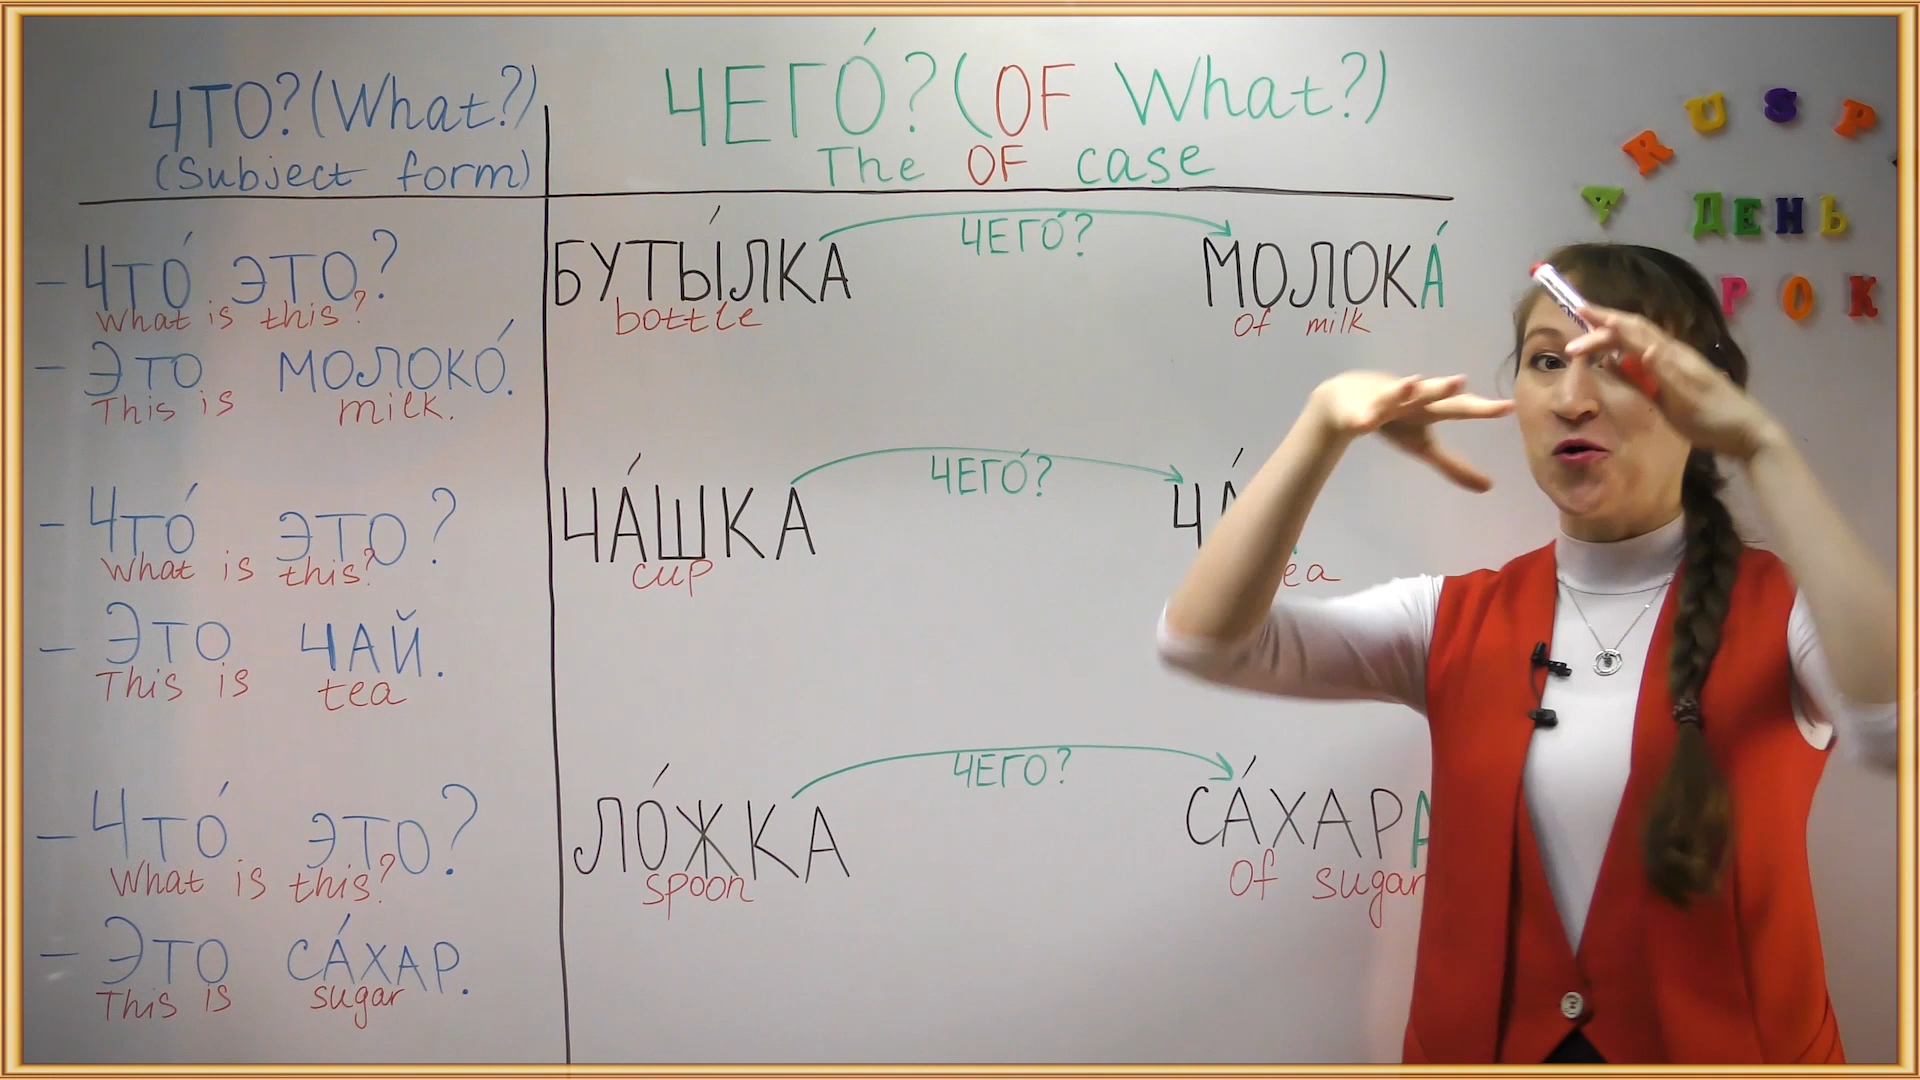 ЧТО? (What?)
(Subject form)
ЧЕГО́? (OF What?)
The OF case
- ЧТО́ ЭТО?
What is this?
- ЭТО МОЛОКО́.
This is milk.
БУТЫ́ЛКА ЧЕГО́? МОЛОКА́
bottle of milk
- ЧТО́ ЭТО?
What is this?
- ЭТО ЧАЙ.
This is tea
ЧА́ШКА ЧЕГО́?
cup
- ЧТО́ ЭТО?
What is this?
- ЭТО СА́ХАР.
This is sugar
ЛО́ЖКА ЧЕГО? СА́ХАРА
spoon Of sugar
RUSP
ДЕНЬ
РОК